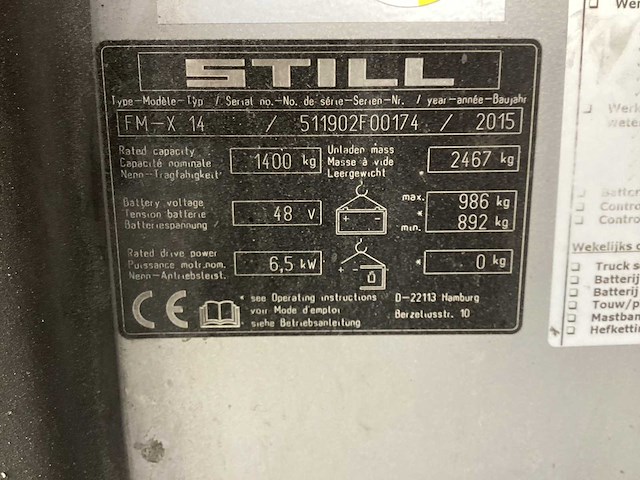 STILL
Type-Modèle-Typ / Serial no.-No. de série-Serien-Nr. / year-année-Baujahr
FM-X 14 / 511902F00174 / 2015
Rated capacity
Capacité nominale
Nenn-Tragfähigkeit
1400 kg
Unladen mass
Masse à vide
Leergewicht
2467 kg
Battery voltage
Tension batterie
Batteriespannung
48 V
max. 986 kg
*
min. 892 kg
Rated drive power
Puissance motr.nom.
Nenn-Antriebsleist.
6,5 kW
* 0 kg
CE
* see Operating instructions
voir Mode d'emploi
siehe Betriebsanleitung
D-22113 Hamburg
Berzeliusstr. 10
Wer
Contro
Contro
Wekelijks
Truck
Batterij
Batterij
Touw/p
Mastban
Hefkettin